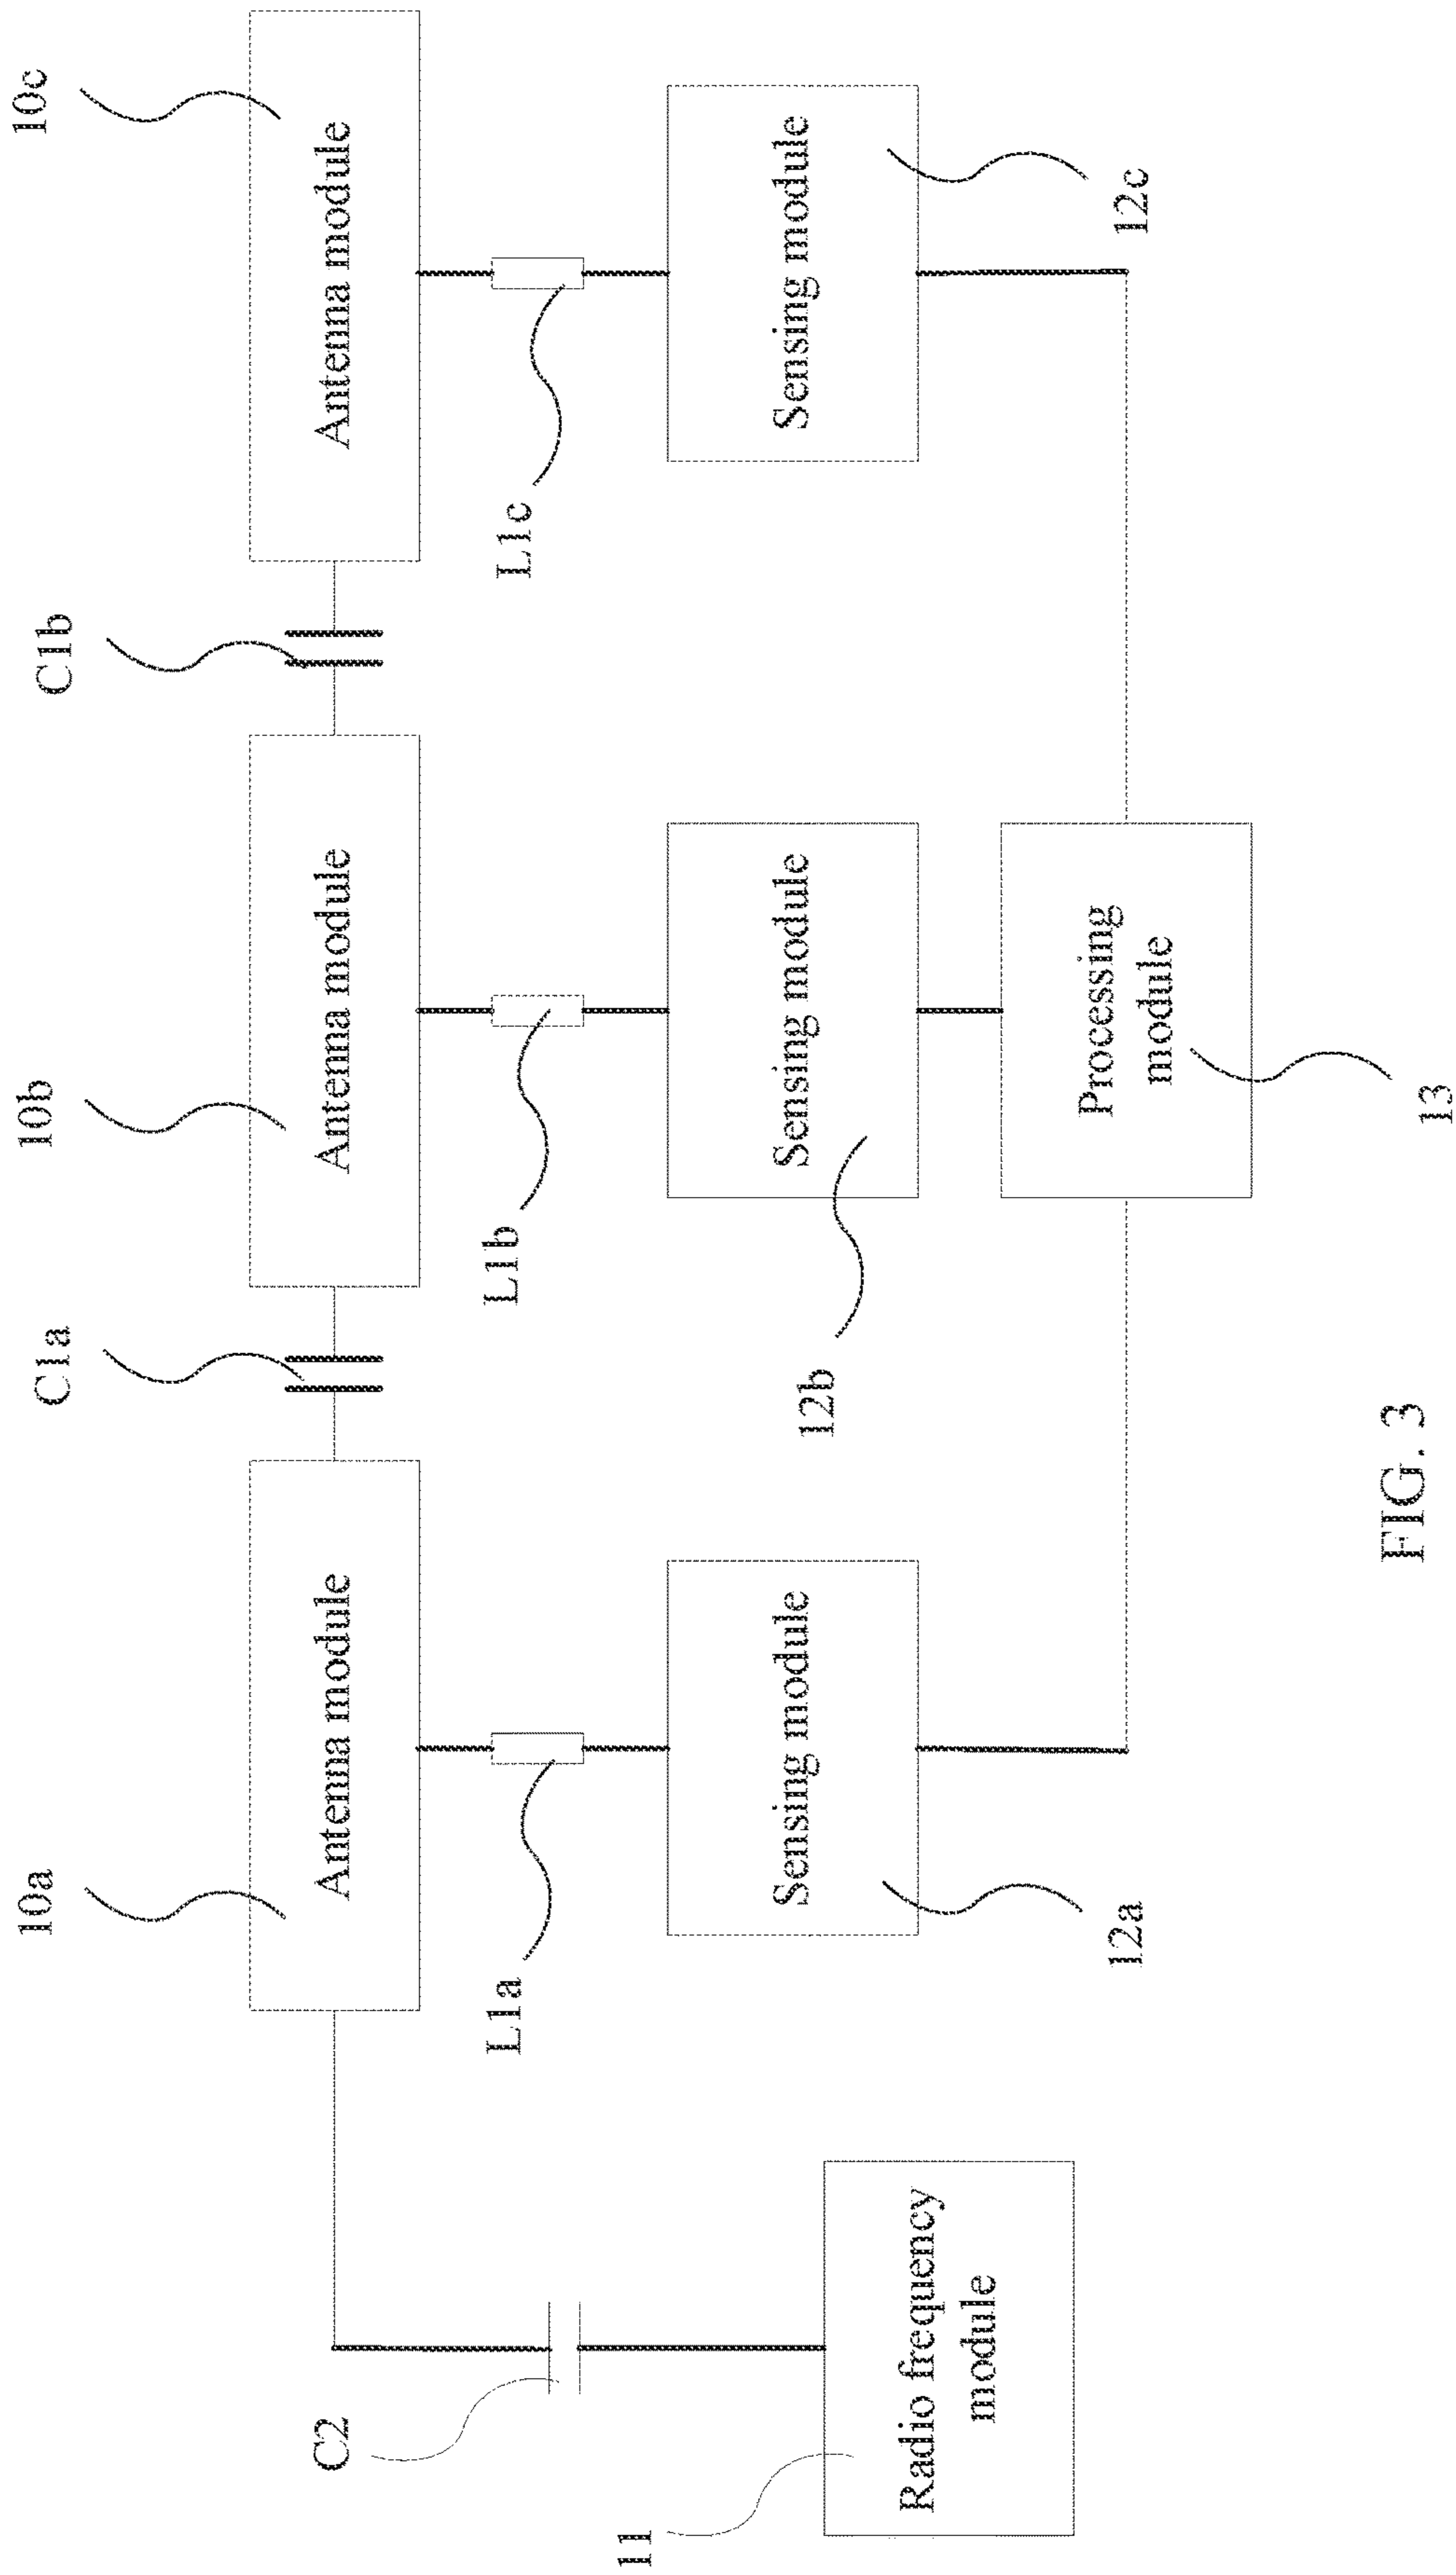 10a
10b
10c
C1a
C1b
Antenna module
Antenna module
Antenna module
C2
L1a
L1b
L1c
11
Radio frequency
module
Sensing module
Sensing module
Sensing module
12a
12b
12c
Processing
module
13
FIG. 3